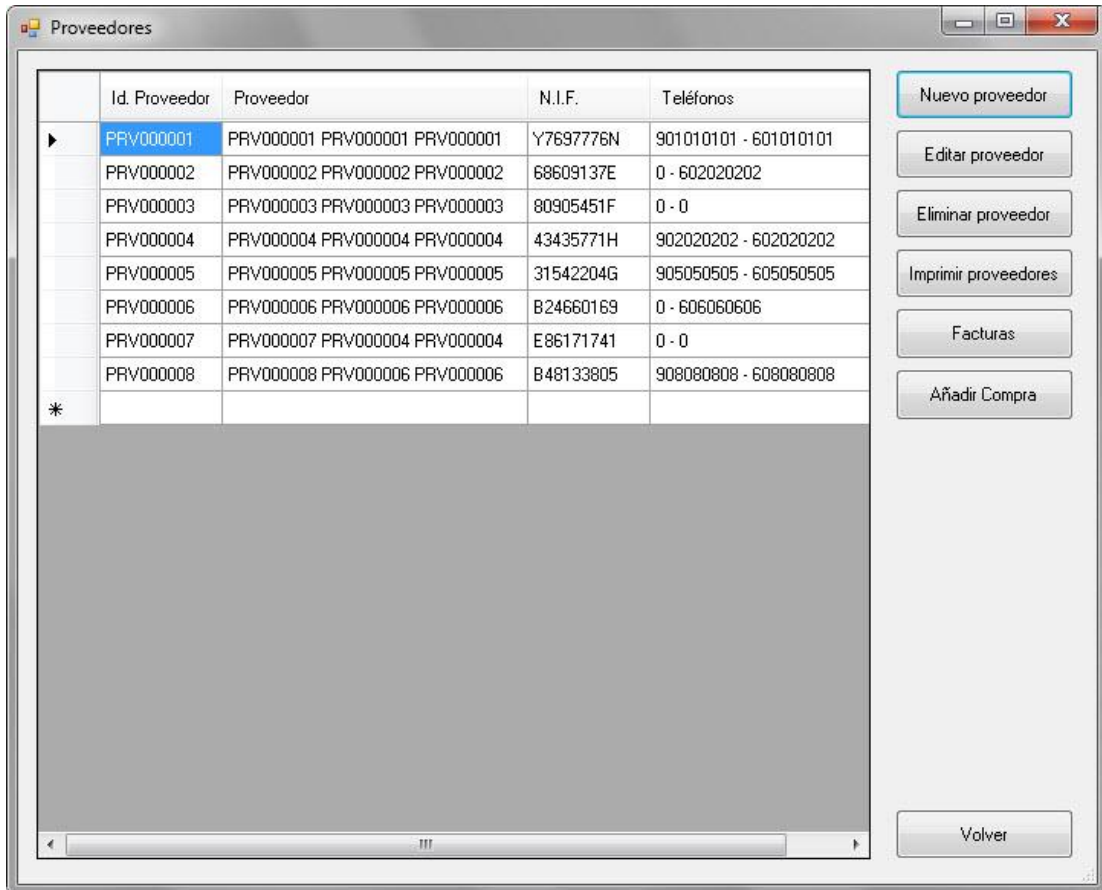 Proveedores
Id. Proveedor Proveedor N.I.F. Teléfonos
PRV000001 PRV000001 PRV000001 PRV000001 Y7697776N 901010101 - 601010101
PRV000002 PRV000002 PRV000002 PRV000002 68609137E 0 - 602020202
PRV000003 PRV000003 PRV000003 PRV000003 80905451F 0 - 0
PRV000004 PRV000004 PRV000004 PRV000004 43435771H 902020202 - 602020202
PRV000005 PRV000005 PRV000005 PRV000005 31542204G 905050505 - 605050505
PRV000006 PRV000006 PRV000006 PRV000006 B24660169 0 - 606060606
PRV000007 PRV000007 PRV000004 PRV000004 E86171741 0 - 0
PRV000008 PRV000008 PRV000006 PRV000006 B48133805 908080808 - 608080808
Nuevo proveedor
Editar proveedor
Eliminar proveedor
Imprimir proveedores
Facturas
Añadir Compra
Volver